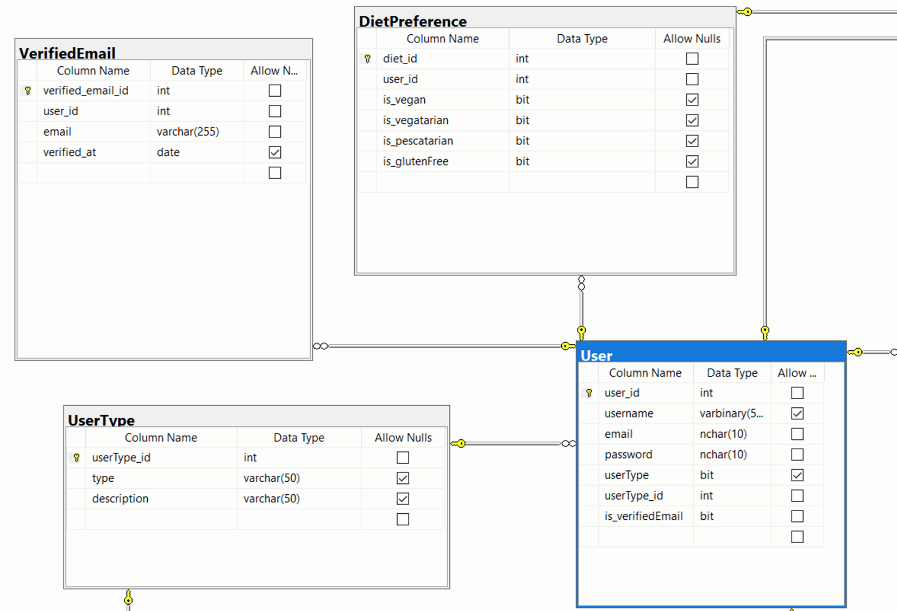 DietPreference
Column Name Data Type Allow Nulls
diet_id int
user_id int
is_vegan bit
is_vegatarian bit
is_pescatarian bit
is_glutenFree bit
VerifiedEmail
Column Name Data Type Allow N...
verified_email_id int
user_id int
email varchar(255)
verified_at date
User
Column Name Data Type Allow ...
user_id int
username varbinary(5...
email nchar(10)
password nchar(10)
userType bit
userType_id int
is_verifiedEmail bit
UserType
Column Name Data Type Allow Nulls
userType_id int
type varchar(50)
description varchar(50)